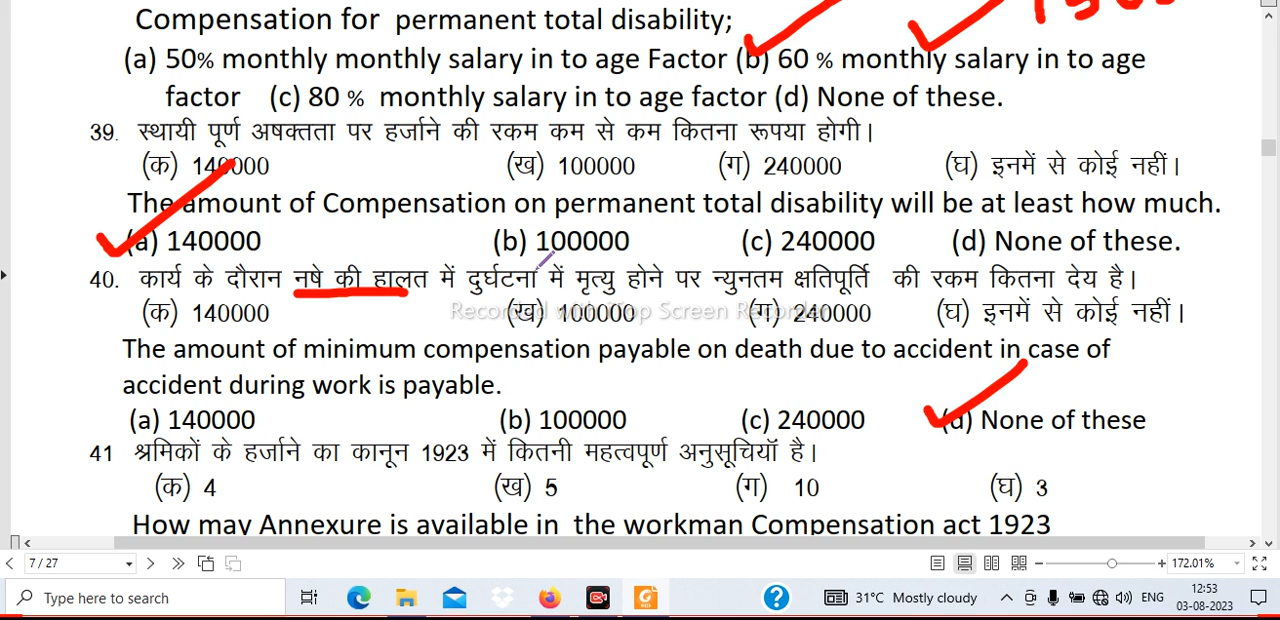 Compensation for permanent total disability;
(a) 50% monthly monthly salary in to age Factor (b) 60 % monthly salary in to age
factor (c) 80 % monthly salary in to age factor (d) None of these.
39. स्थायी पूर्ण अषक्तता पर हर्जाने की रकम कम से कम कितना रूपया होगी।
(क) 140000 (ख) 100000 (ग) 240000 (घ) इनमें से कोई नहीं।
The amount of Compensation on permanent total disability will be at least how much.
(a) 140000 (b) 100000 (c) 240000 (d) None of these.
40. कार्य के दौरान नषे की हालत में दुर्घटना में मृत्यु होने पर न्युनतम क्षतिपूर्ति की रकम कितना देय है।
Recorded with iTop Screen Recorder
(क) 140000 (ख) 100000 (ग) 240000 (घ) इनमें से कोई नहीं।
The amount of minimum compensation payable on death due to accident in case of
accident during work is payable.
(a) 140000 (b) 100000 (c) 240000 (d) None of these
41 श्रमिकों के हर्जाने का कानून 1923 में कितनी महत्वपूर्ण अनुसूचियॉ है।
(क) 4 (ख) 5 (ग) 10 (घ) 3
How may Annexure is available in the workman Compensation act 1923
7 / 27 172.01%
Type here to search 31°C Mostly cloudy ENG 12:53
03-08-2023